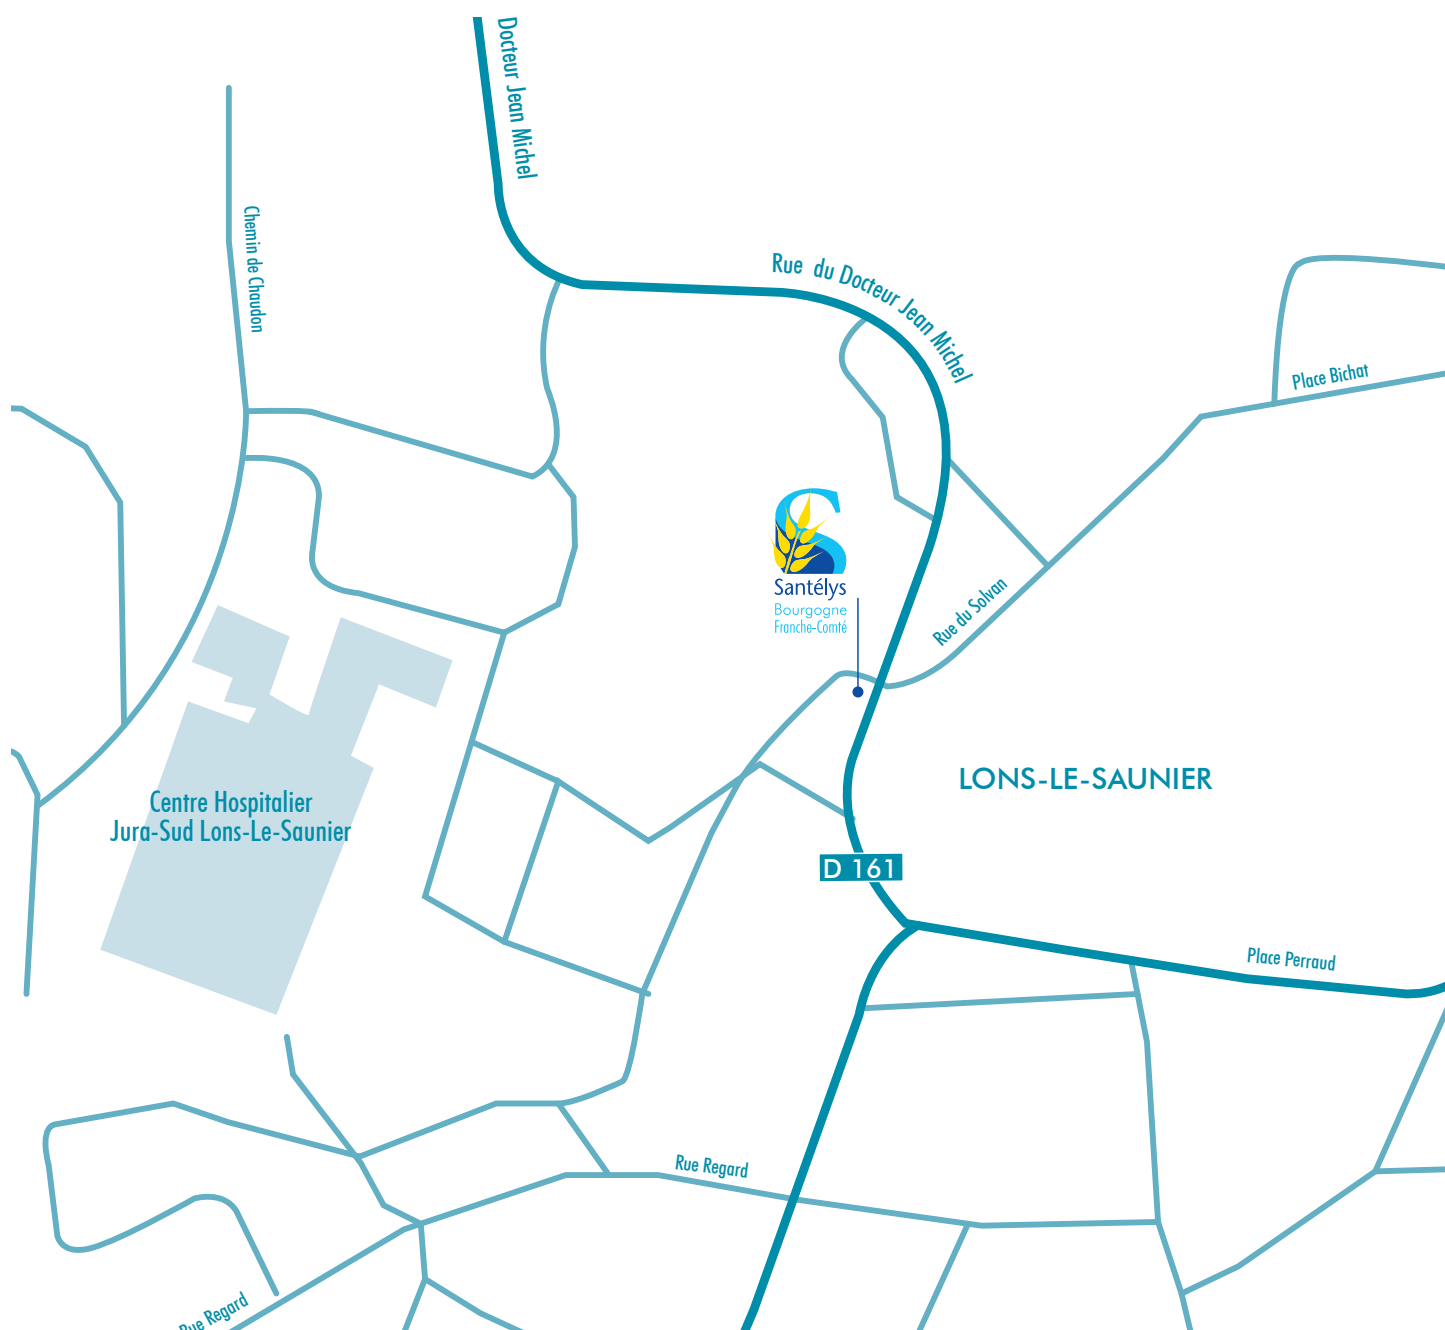 Docteur Jean Michel
Chemin de Chaudon
Rue du Docteur Jean Michel
Place Bichat
Santélys
Bourgogne
Franche-Comté
Rue du Solvan
LONS-LE-SAUNIER
Centre Hospitalier
Jura-Sud Lons-Le-Saunier
D 161
Place Perraud
Rue Regard
Rue Regard